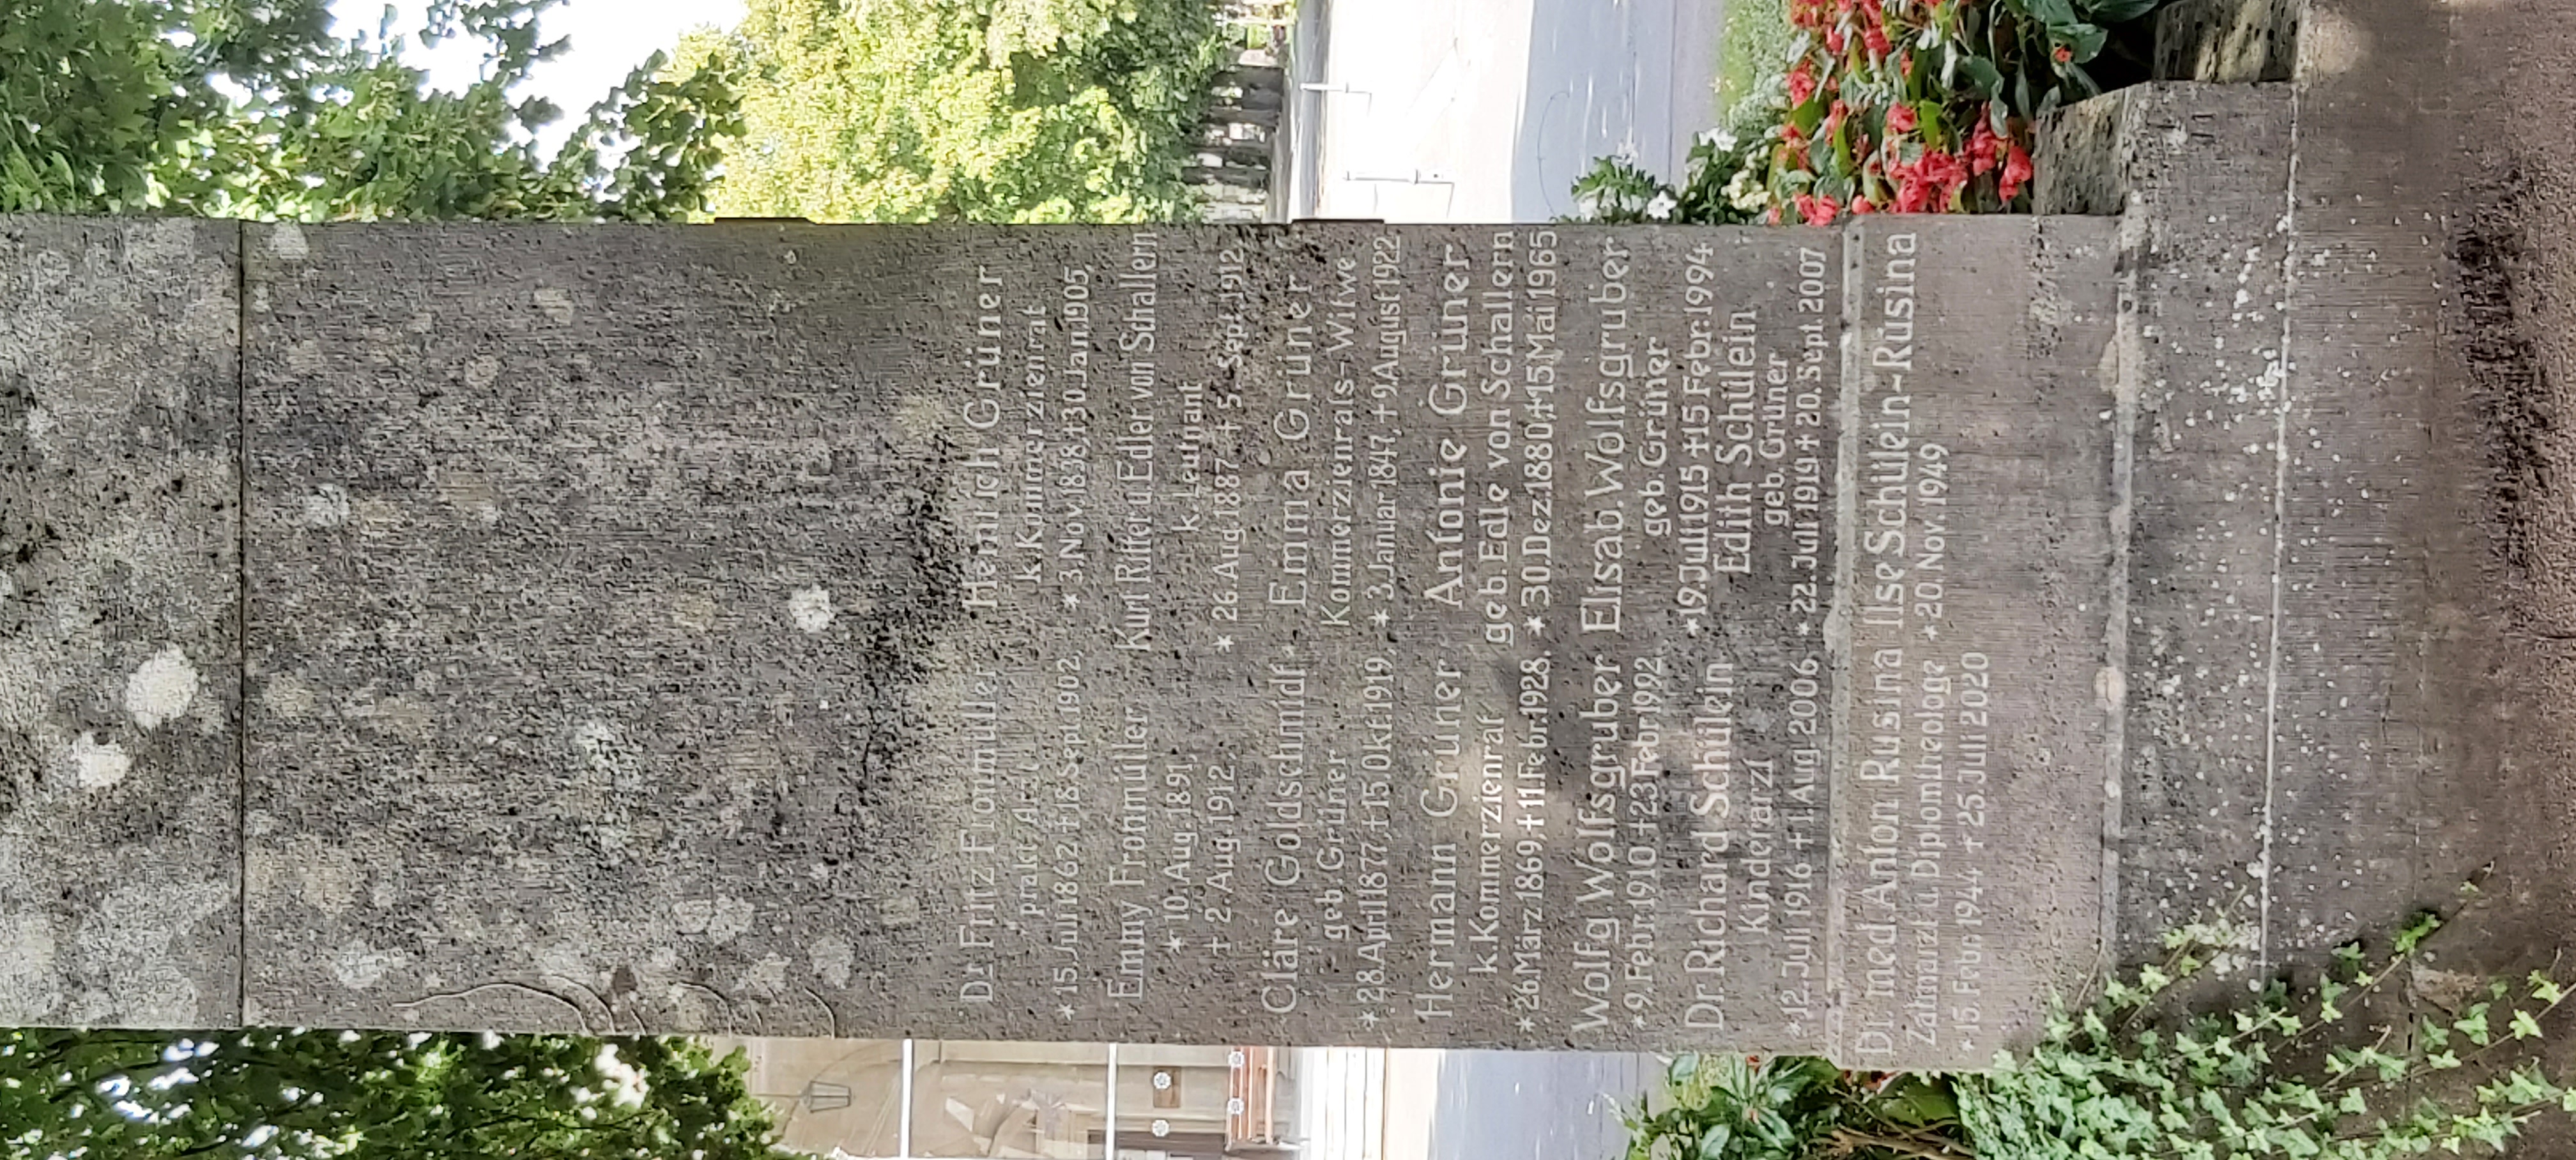 Dr. Fritz Fronmüller Heinrich Grüner
prakt. Arzt k. Kommerzienrat
* 15. Juli 1862, † 18. Sept. 1902. * 3. Nov. 1838, † 30. Jan. 1905
Emmy Fronmüller Kurt Ritter u. Edler von Schallern
* 10. Aug. 1891, k. Leutnant
† 2. Aug. 1912. * 26. Aug. 1887 † 5. Sept. 1912
Cläre Goldschmidt Emma Grüner
geb. Grüner Kommerzienrats-Witwe
* 28. April 1877, † 15. Okt. 1919. * 3. Januar 1847, † 9. August 1922
Hermann Grüner Antonie Grüner
k. Kommerzienrat geb. Edle von Schallern
* 26. März 1869, † 11. Febr. 1928. * 30. Dez. 1880, † 15. Mai 1965
Wolfg. Wolfsgruber Elisab. Wolfsgruber
geb. Grüner
* 9. Febr. 1910 † 23. Febr. 1992 * 19. Juli 1915 † 15. Febr. 1994
Dr. Richard Schülein Edith Schülein
Kinderarzt geb. Grüner
* 12. Juli 1916 † 1. Aug. 2006 * 22. Juli 1919 † 20. Sept. 2007
Dr. med. Anton Rusina Ilse Schülein-Rusina
Zahnarzt u. Diplomtheologe * 20. Nov. 1949
* 15. Febr. 1944 † 25. Juli 2020